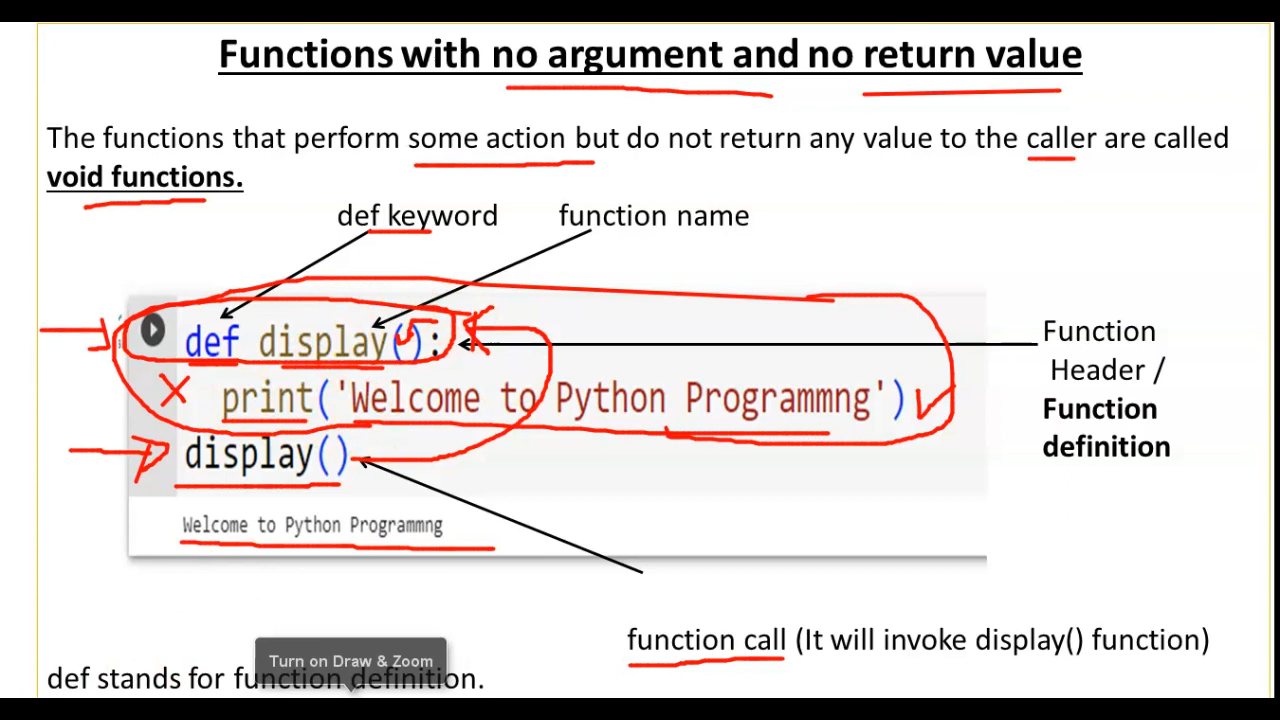 Functions with no argument and no return value
The functions that perform some action but do not return any value to the caller are called
void functions.
def keyword function name
def display():
print('Welcome to Python Programmng')
display()
Welcome to Python Programmng
Function
Header /
Function
definition
function call (It will invoke display() function)
Turn on Draw & Zoom
def stands for function definition.